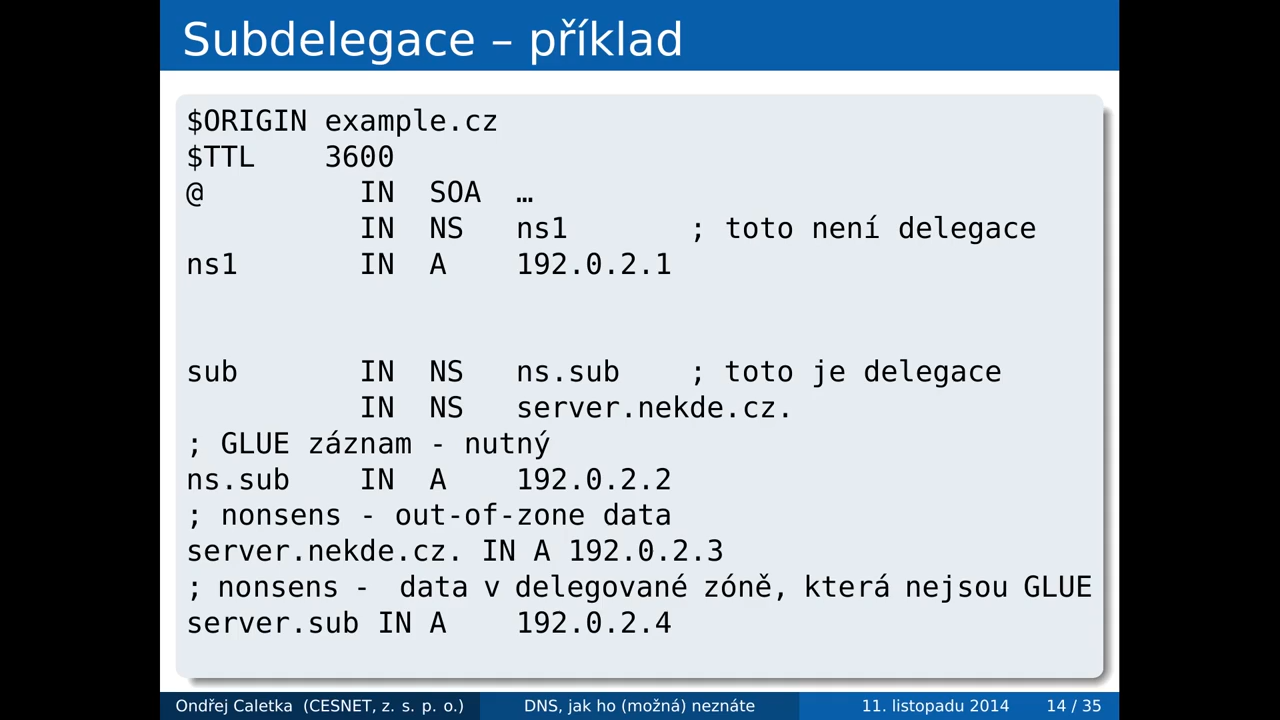 Subdelegace – příklad
$ORIGIN example.cz
$TTL    3600
@         IN  SOA  …
          IN  NS   ns1       ; toto není delegace
ns1       IN  A    192.0.2.1
sub       IN  NS   ns.sub    ; toto je delegace
          IN  NS   server.nekde.cz.
; GLUE záznam - nutný
ns.sub    IN  A    192.0.2.2
; nonsens - out-of-zone data
server.nekde.cz. IN A 192.0.2.3
; nonsens -  data v delegované zóně, která nejsou GLUE
server.sub IN A    192.0.2.4
Ondřej Caletka (CESNET, z. s. p. o.) DNS, jak ho (možná) neznáte 11. listopadu 2014 14 / 35